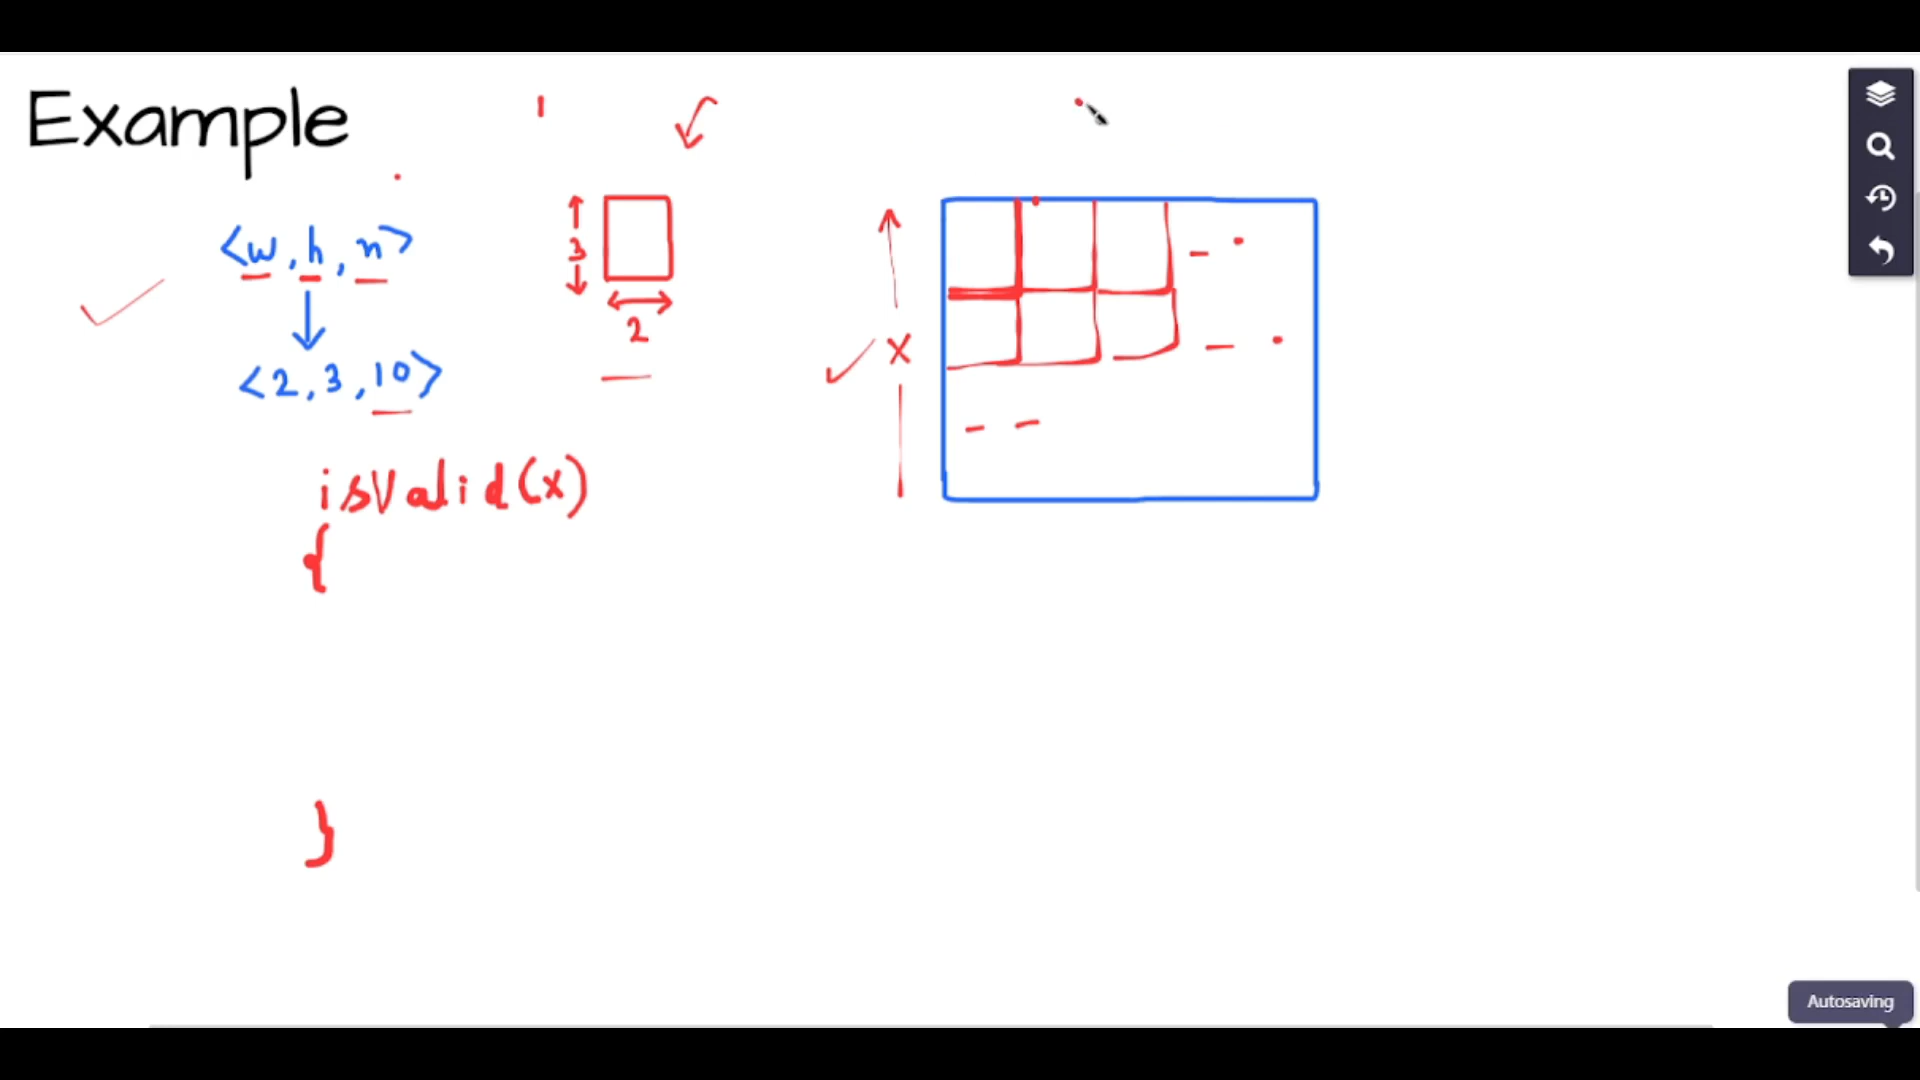 Example
<w, h, n>
<2, 3, 10>
3
2
x
isValid(x)
{
}
Autosaving